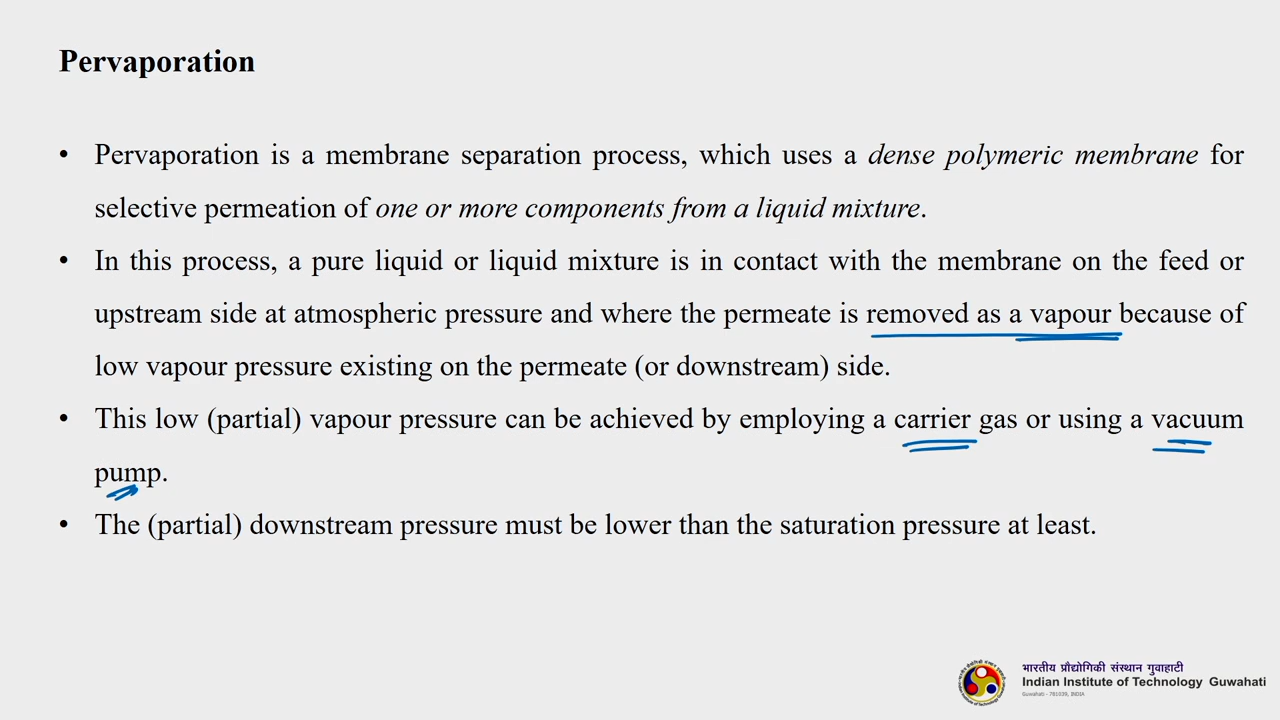 Pervaporation
• Pervaporation is a membrane separation process, which uses a dense polymeric membrane for
selective permeation of one or more components from a liquid mixture.
• In this process, a pure liquid or liquid mixture is in contact with the membrane on the feed or
upstream side at atmospheric pressure and where the permeate is removed as a vapour because of
low vapour pressure existing on the permeate (or downstream) side.
• This low (partial) vapour pressure can be achieved by employing a carrier gas or using a vacuum
pump.
• The (partial) downstream pressure must be lower than the saturation pressure at least.
भारतीय प्रौद्योगिकी संस्थान गुवाहाटी
Indian Institute of Technology Guwahati
Guwahati - 781039, INDIA